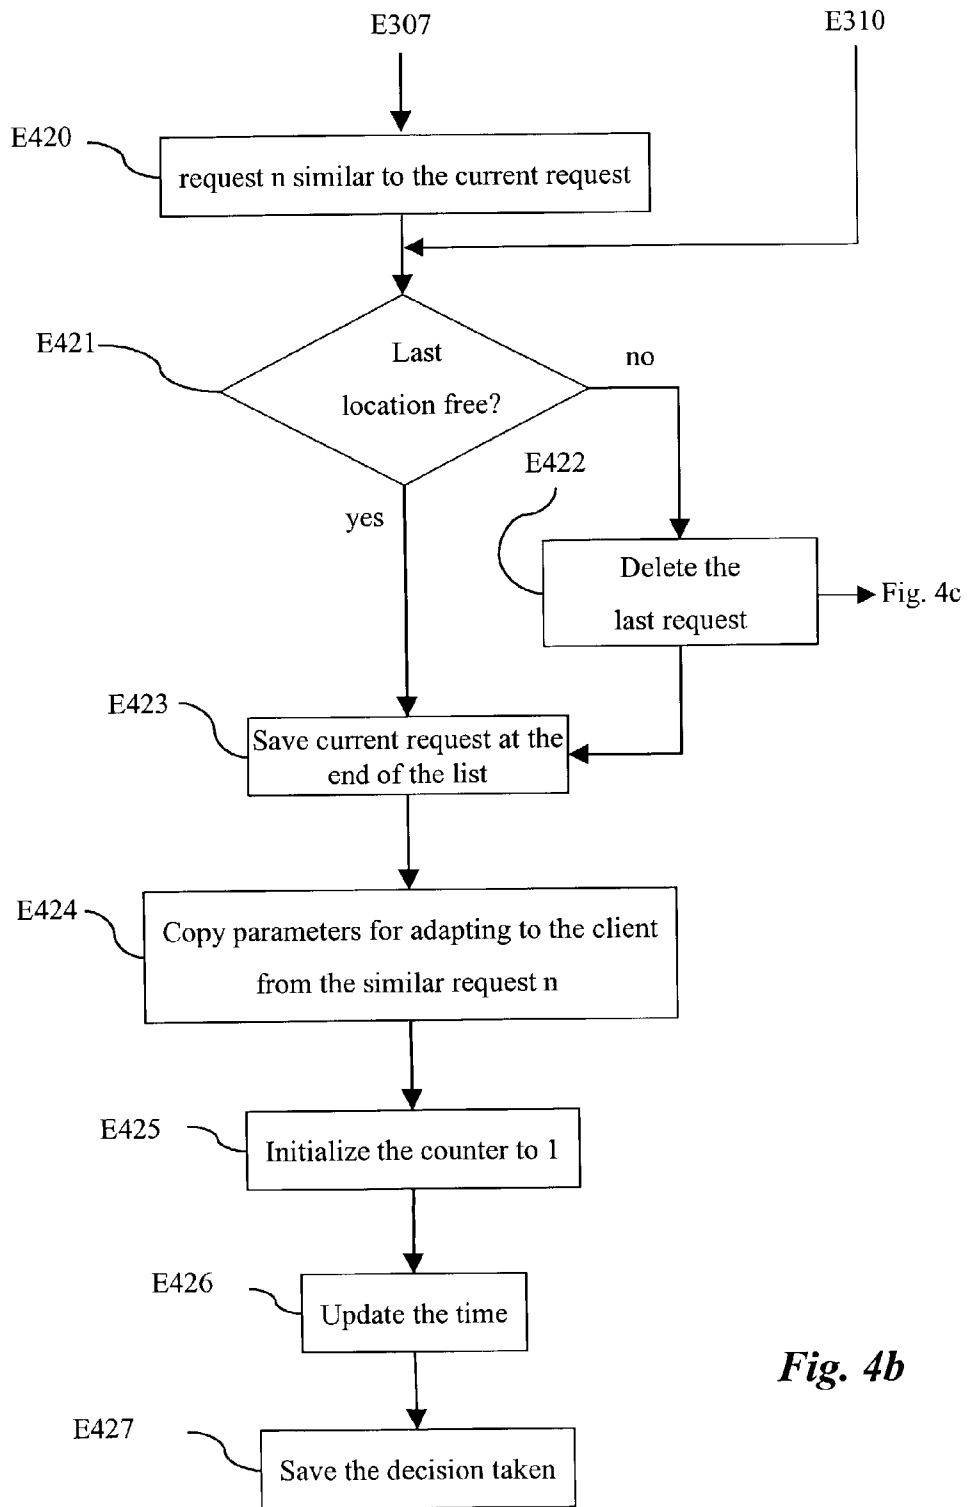 E307
E310
E420
request n similar to the current request
E421
Last
location free?
no
yes
E422
Delete the
last request
Fig. 4c
E423
Save current request at the
end of the list
E424
Copy parameters for adapting to the client
from the similar request n
E425
Initialize the counter to 1
E426
Update the time
Fig. 4b
E427
Save the decision taken